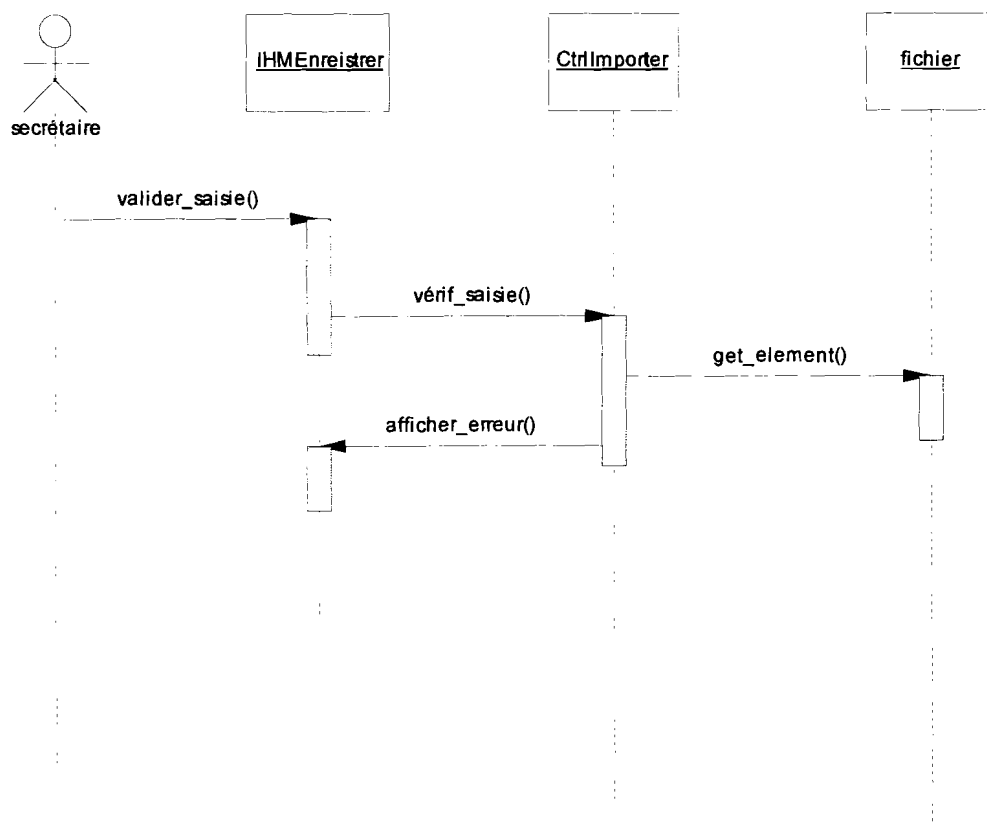 IHMEnreistrer
CtrlImporter
fichier
secrétaire
valider_saisie()
vérif_saisie()
get_element()
afficher_erreur()